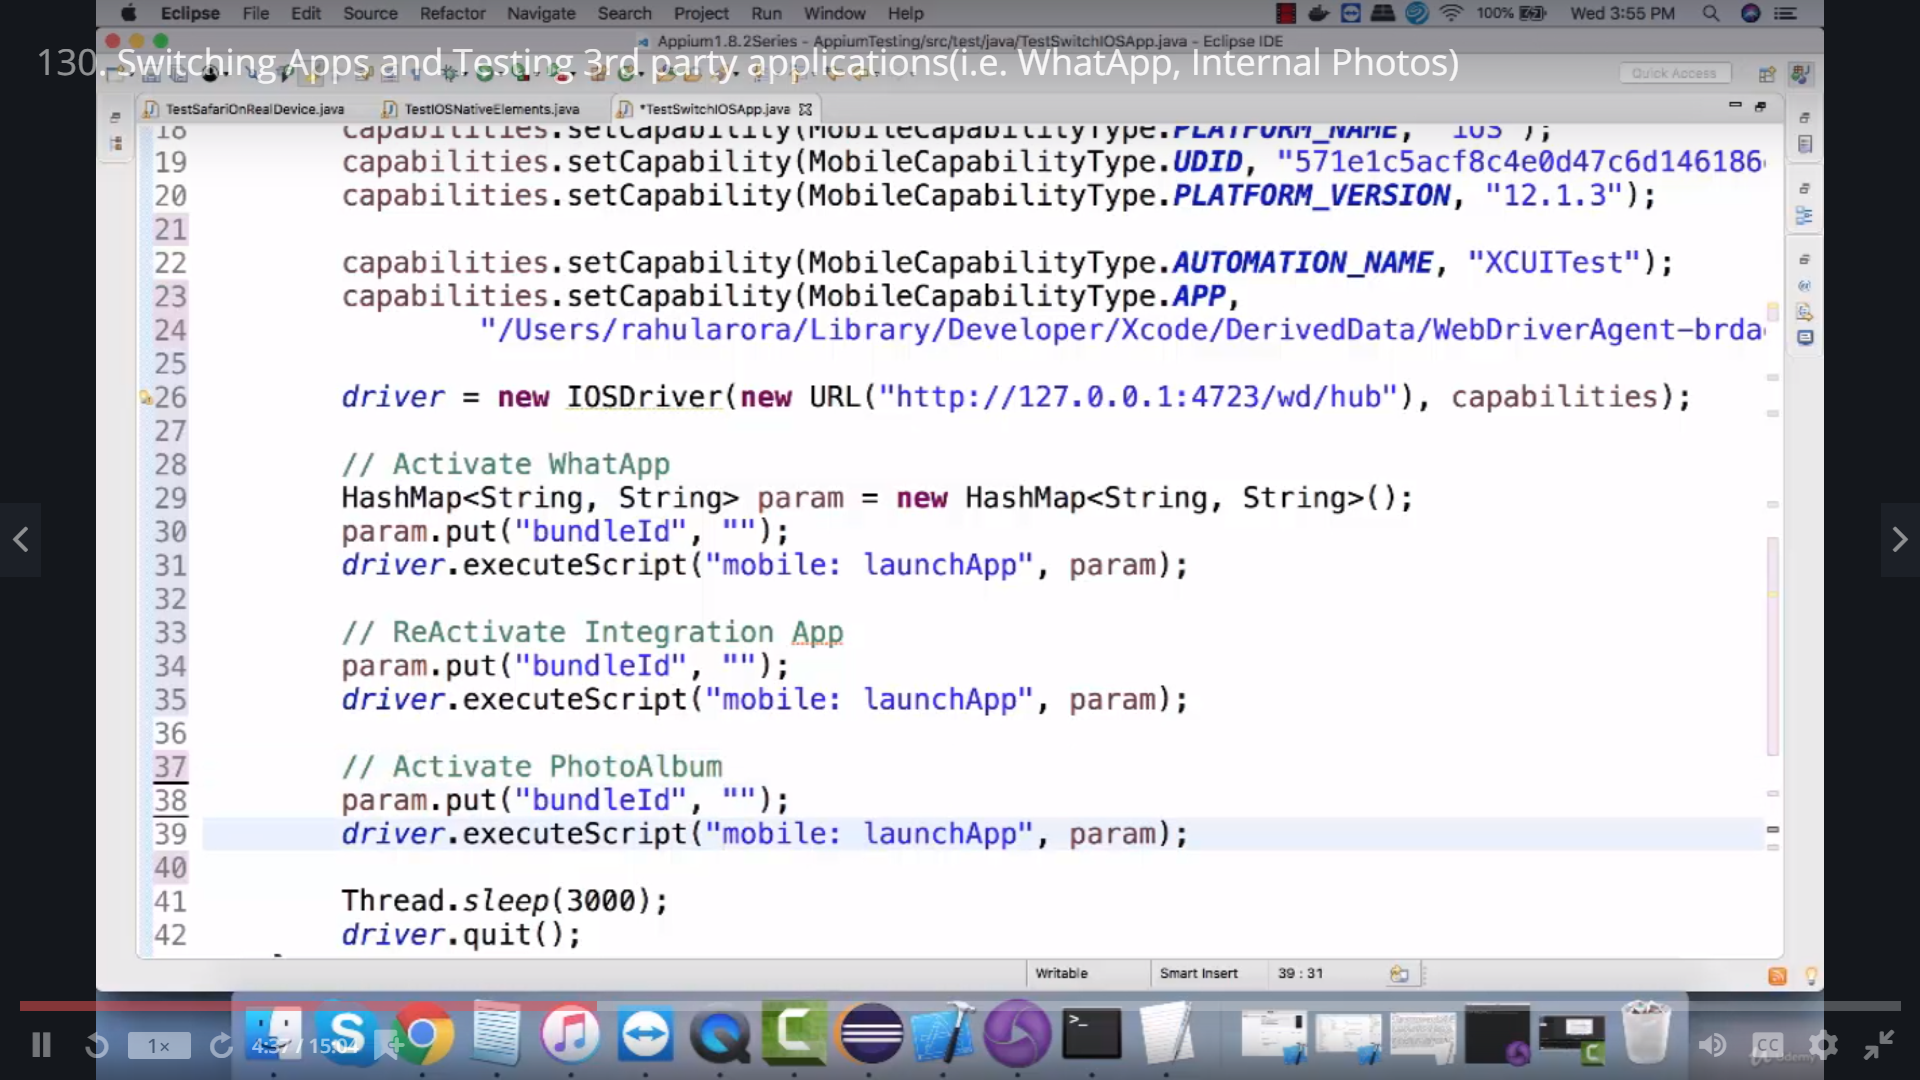 Eclipse File Edit Source Refactor Navigate Search Project Run Window Help 100% Wed 3:55 PM
Appium1.8.2Series - AppiumTesting/src/test/java/TestSwitchIOSApp.java - Eclipse IDE
130. Switching Apps and Testing 3rd party applications(i.e. WhatApp, Internal Photos)
Quick Access
TestSafariOnRealDevice.java TestIOSNativeElements.java *TestSwitchIOSApp.java
18 capabilities.setCapability(MobileCapabilityType.PLATFORM_NAME, "iOS");
19 capabilities.setCapability(MobileCapabilityType.UDID, "571e1c5acf8c4e0d47c6d146186
20 capabilities.setCapability(MobileCapabilityType.PLATFORM_VERSION, "12.1.3");
21
22 capabilities.setCapability(MobileCapabilityType.AUTOMATION_NAME, "XCUITest");
23 capabilities.setCapability(MobileCapabilityType.APP,
24 "/Users/rahularora/Library/Developer/Xcode/DerivedData/WebDriverAgent-brda
25
26 driver = new IOSDriver(new URL("http://127.0.0.1:4723/wd/hub"), capabilities);
27
28 // Activate WhatApp
29 HashMap<String, String> param = new HashMap<String, String>();
30 param.put("bundleId", "");
31 driver.executeScript("mobile: launchApp", param);
32
33 // ReActivate Integration App
34 param.put("bundleId", "");
35 driver.executeScript("mobile: launchApp", param);
36
37 // Activate PhotoAlbum
38 param.put("bundleId", "");
39 driver.executeScript("mobile: launchApp", param);
40
41 Thread.sleep(3000);
42 driver.quit();
Writable Smart Insert 39 : 31
1× 4:37 / 15:04 CC